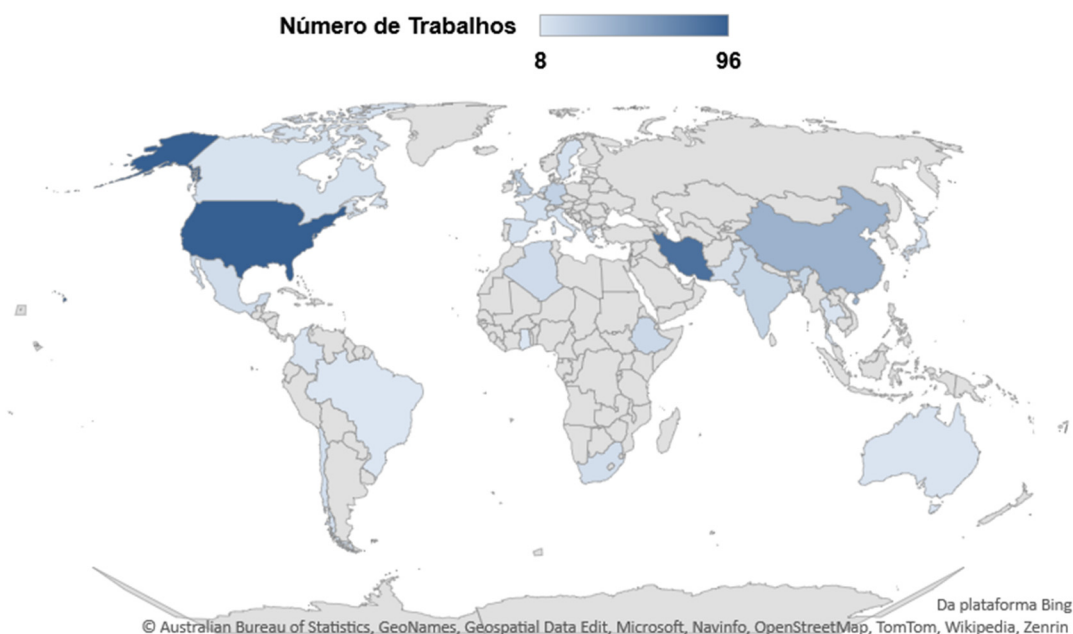 Número de Trabalhos
8 96
Da plataforma Bing
© Australian Bureau of Statistics, GeoNames, Geospatial Data Edit, Microsoft, Navinfo, OpenStreetMap, TomTom, Wikipedia, Zenrin